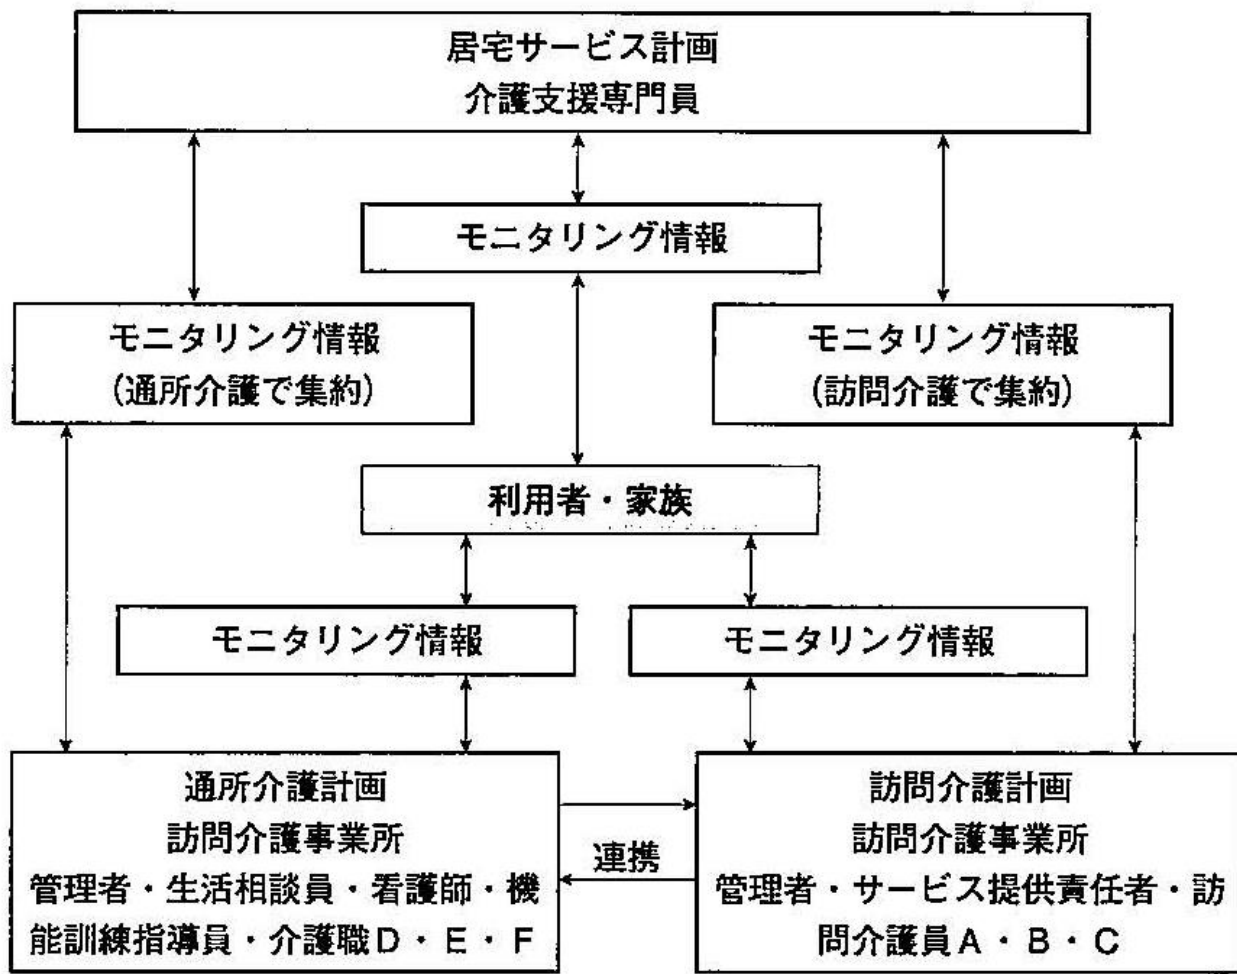 居宅サービス計画
介護支援専門員
モニタリング情報
モニタリング情報
(通所介護で集約)
モニタリング情報
(訪問介護で集約)
利用者・家族
モニタリング情報
モニタリング情報
通所介護計画
訪問介護事業所
管理者・生活相談員・看護師・機
能訓練指導員・介護職D・E・F
連携
訪問介護計画
訪問介護事業所
管理者・サービス提供責任者・訪
問介護員A・B・C